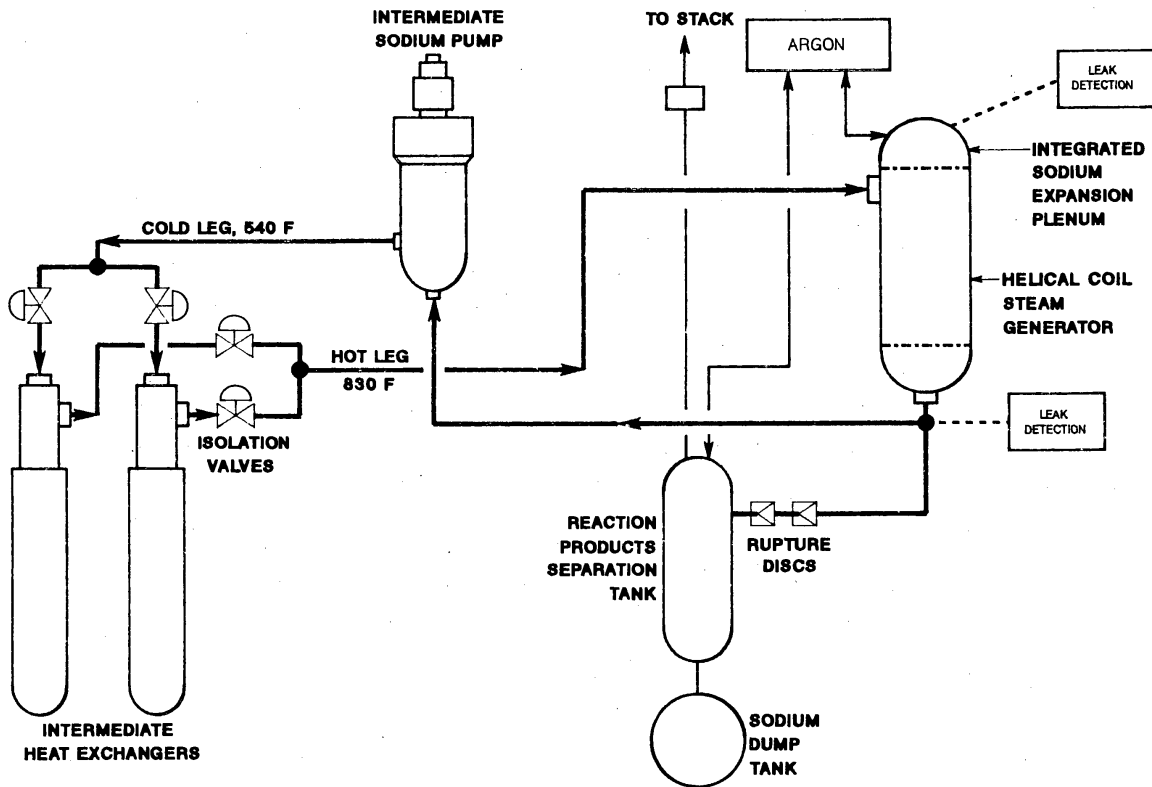 INTERMEDIATE
SODIUM PUMP
TO STACK
ARGON
LEAK
DETECTION
INTEGRATED
SODIUM
EXPANSION
PLENUM
COLD LEG, 540 F
HELICAL COIL
STEAM
GENERATOR
HOT LEG
830 F
LEAK
DETECTION
ISOLATION
VALVES
REACTION
PRODUCTS
SEPARATION
TANK
RUPTURE
DISCS
INTERMEDIATE
HEAT EXCHANGERS
SODIUM
DUMP
TANK